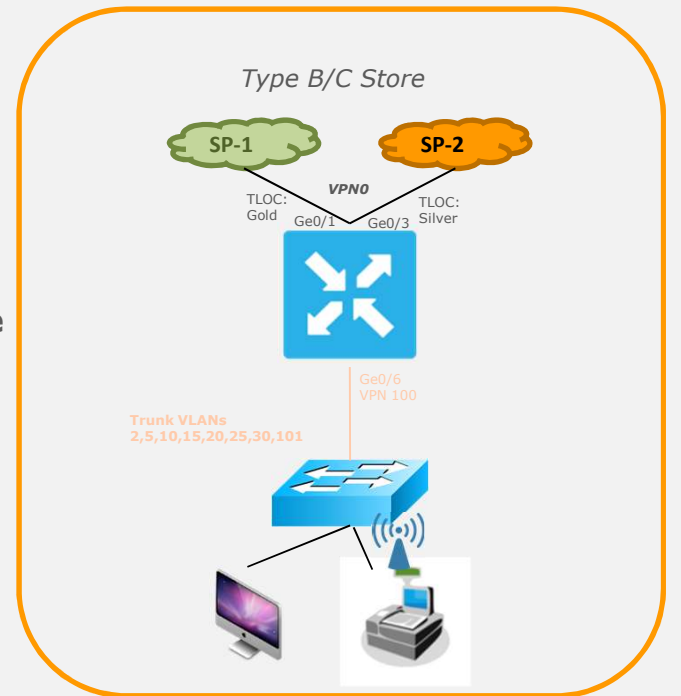 Type B/C Store
SP-1
SP-2
VPN0
TLOC:
Gold
TLOC:
Silver
Ge0/1
Ge0/3
e
Ge0/6
VPN 100
Trunk VLANs
2,5,10,15,20,25,30,101